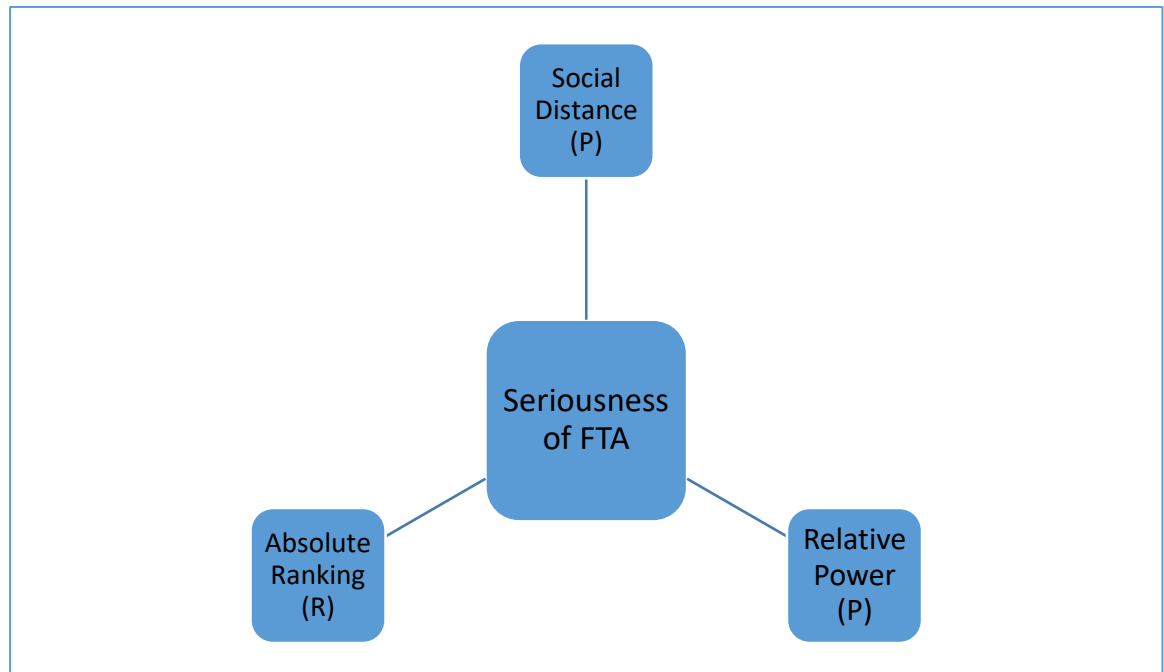 Social
Distance
(P)
Seriousness
of FTA
Absolute
Ranking
(R)
Relative
Power
(P)